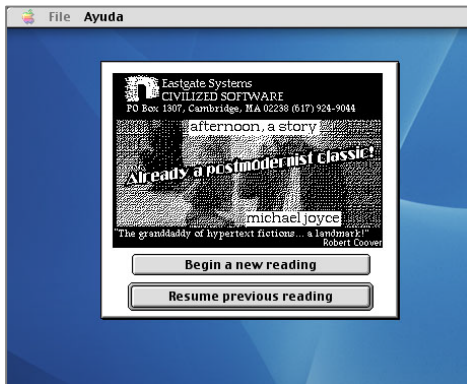 File Ayuda
Eastgate Systems
CIVILIZED SOFTWARE
PO Box 1307, Cambridge, MA 02238 (617) 924-9044
afternoon, a story
Already a postmodernist classic!
michael joyce
"The granddaddy of hypertext fictions... a landmark!"
Robert Coover
Begin a new reading
Resume previous reading